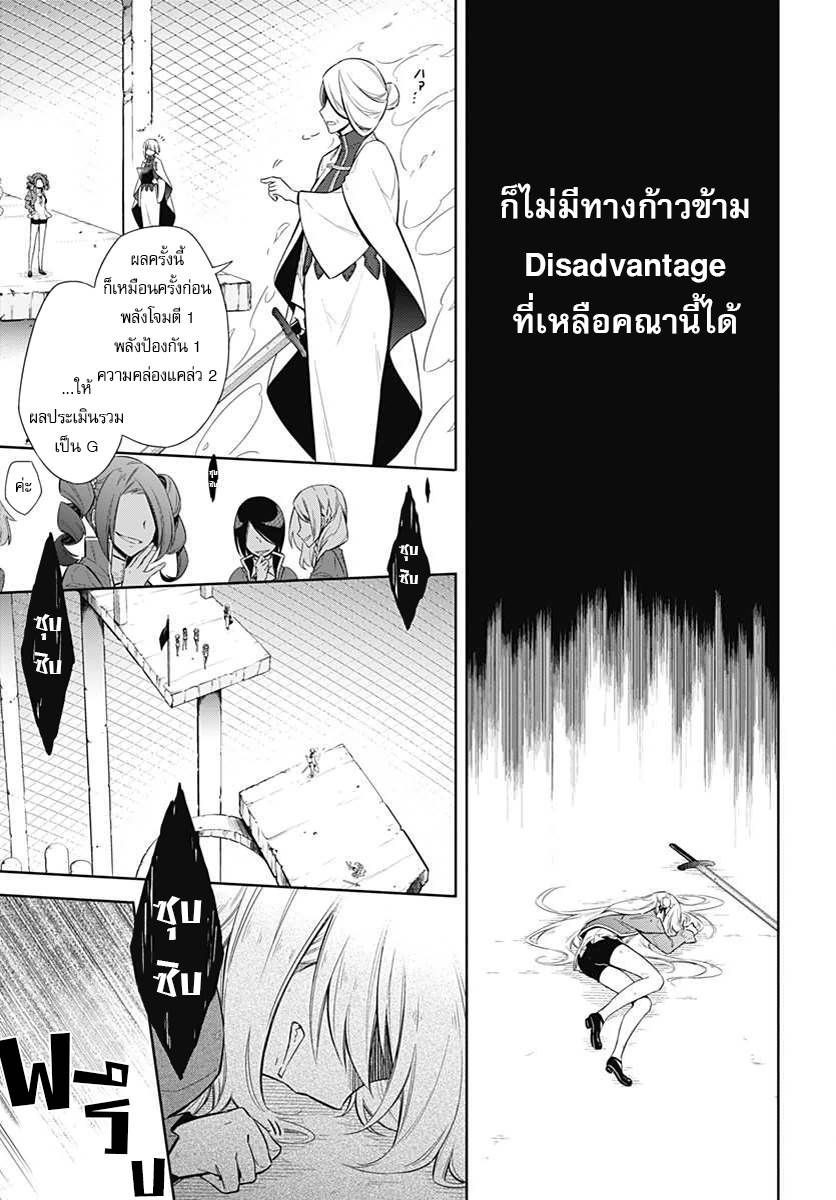 ก็ไม่มีทางก้าวข้าม
Disadvantage
ที่เหลือคณานี้ได้
ハァ…
ผลครั้งนี้
ก็เหมือนครั้งก่อน
พลังโจมตี 1
พลังป้องกัน 1
ความคล่องแคล่ว 2
...ให้
ผลประเมินรวม
เป็น G
ซุบ
ซิบ
ซุบ
ซิบ
ค่ะ
ซุบ
ซิบ
ซุบ
ซิบ